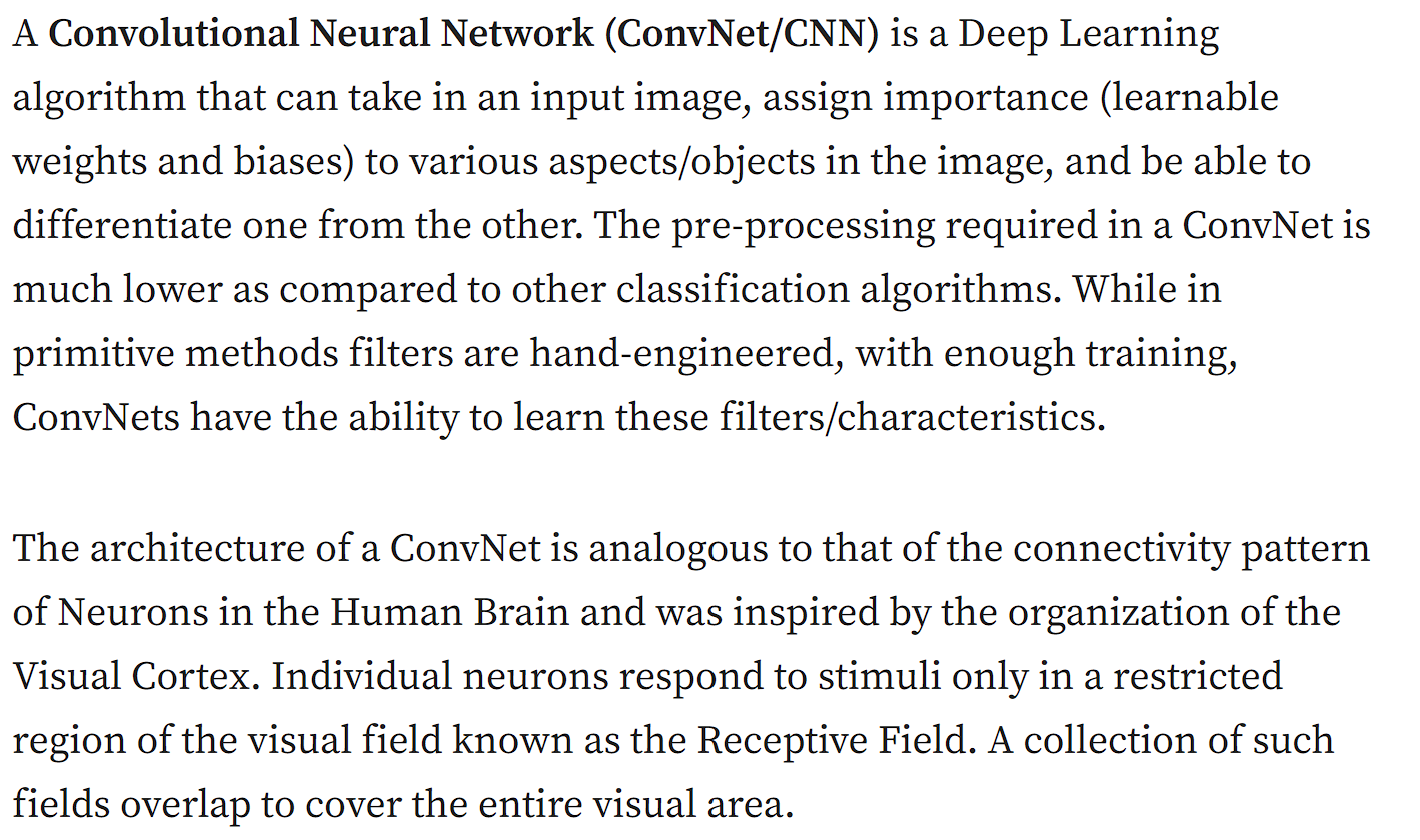 A Convolutional Neural Network (ConvNet/CNN) is a Deep Learning
algorithm that can take in an input image, assign importance (learnable
weights and biases) to various aspects/objects in the image, and be able to
differentiate one from the other. The pre-processing required in a ConvNet is
much lower as compared to other classification algorithms. While in
primitive methods filters are hand-engineered, with enough training,
ConvNets have the ability to learn these filters/characteristics.
The architecture of a ConvNet is analogous to that of the connectivity pattern
of Neurons in the Human Brain and was inspired by the organization of the
Visual Cortex. Individual neurons respond to stimuli only in a restricted
region of the visual field known as the Receptive Field. A collection of such
fields overlap to cover the entire visual area.